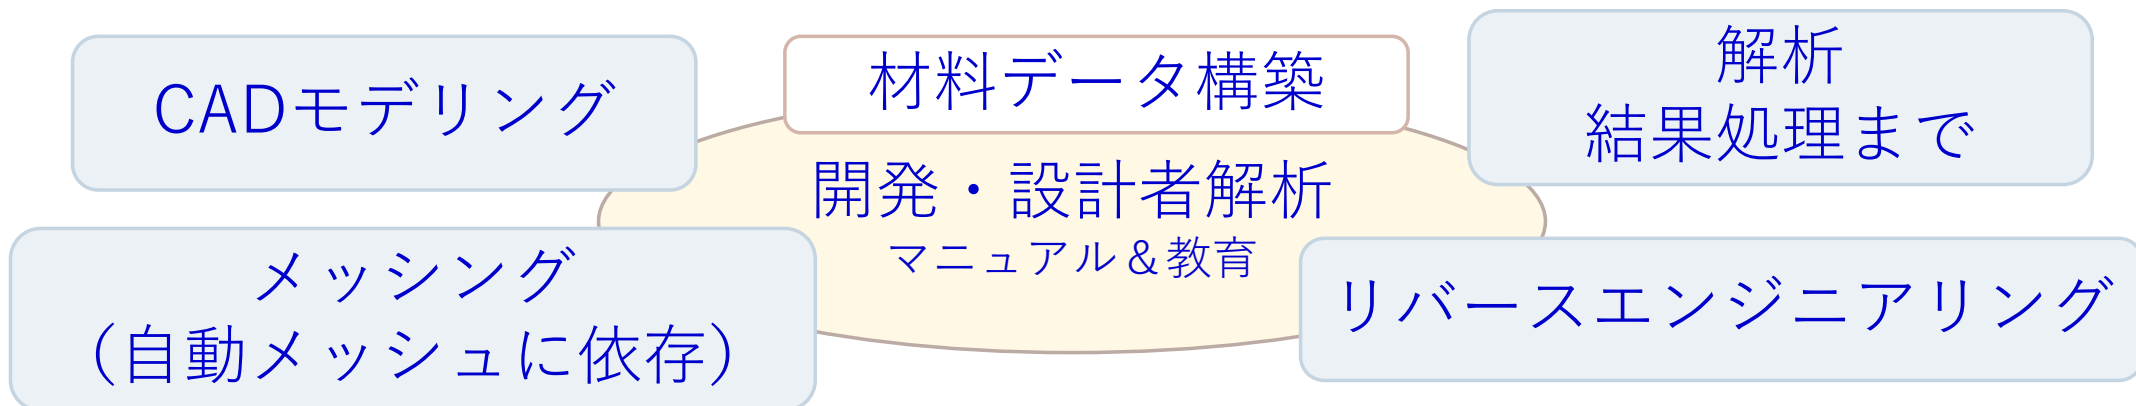 CADモデリング
材料データ構築
解析
結果処理まで
開発・設計者解析
マニュアル&教育
メッシング
(自動メッシュに依存)
リバースエンジニアリング